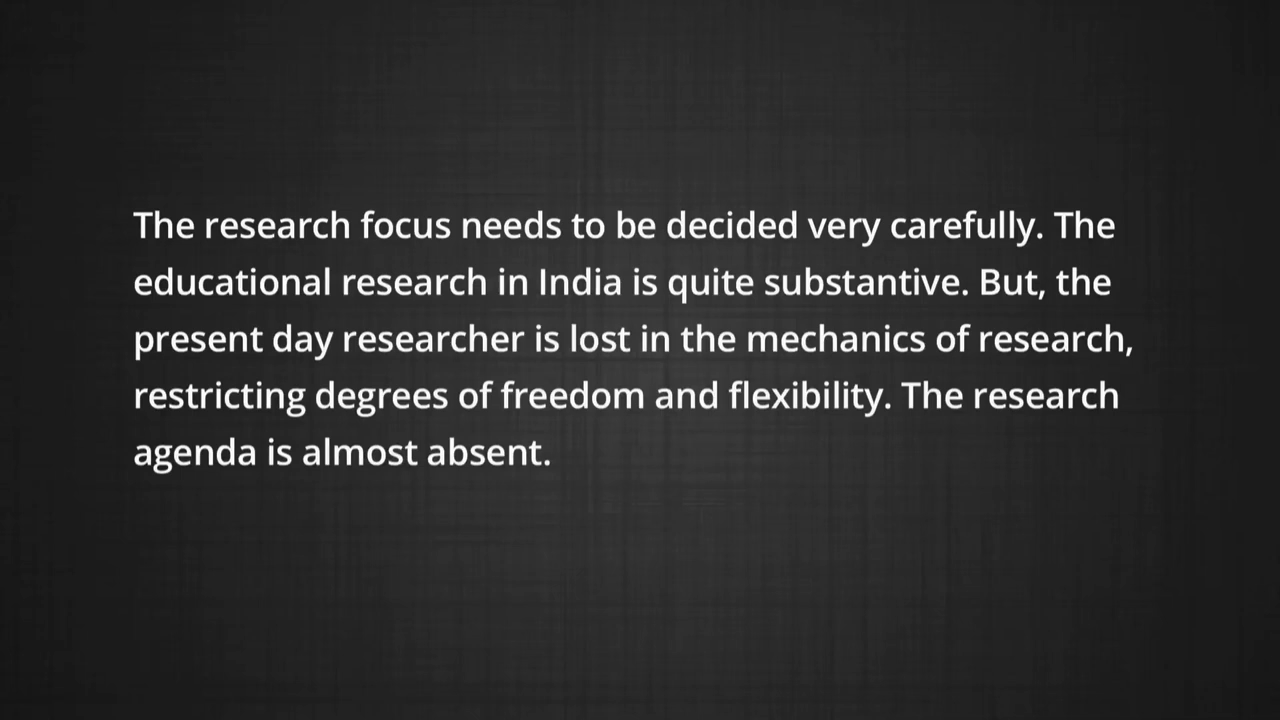 The research focus needs to be decided very carefully. The
educational research in India is quite substantive. But, the
present day researcher is lost in the mechanics of research,
restricting degrees of freedom and flexibility. The research
agenda is almost absent.